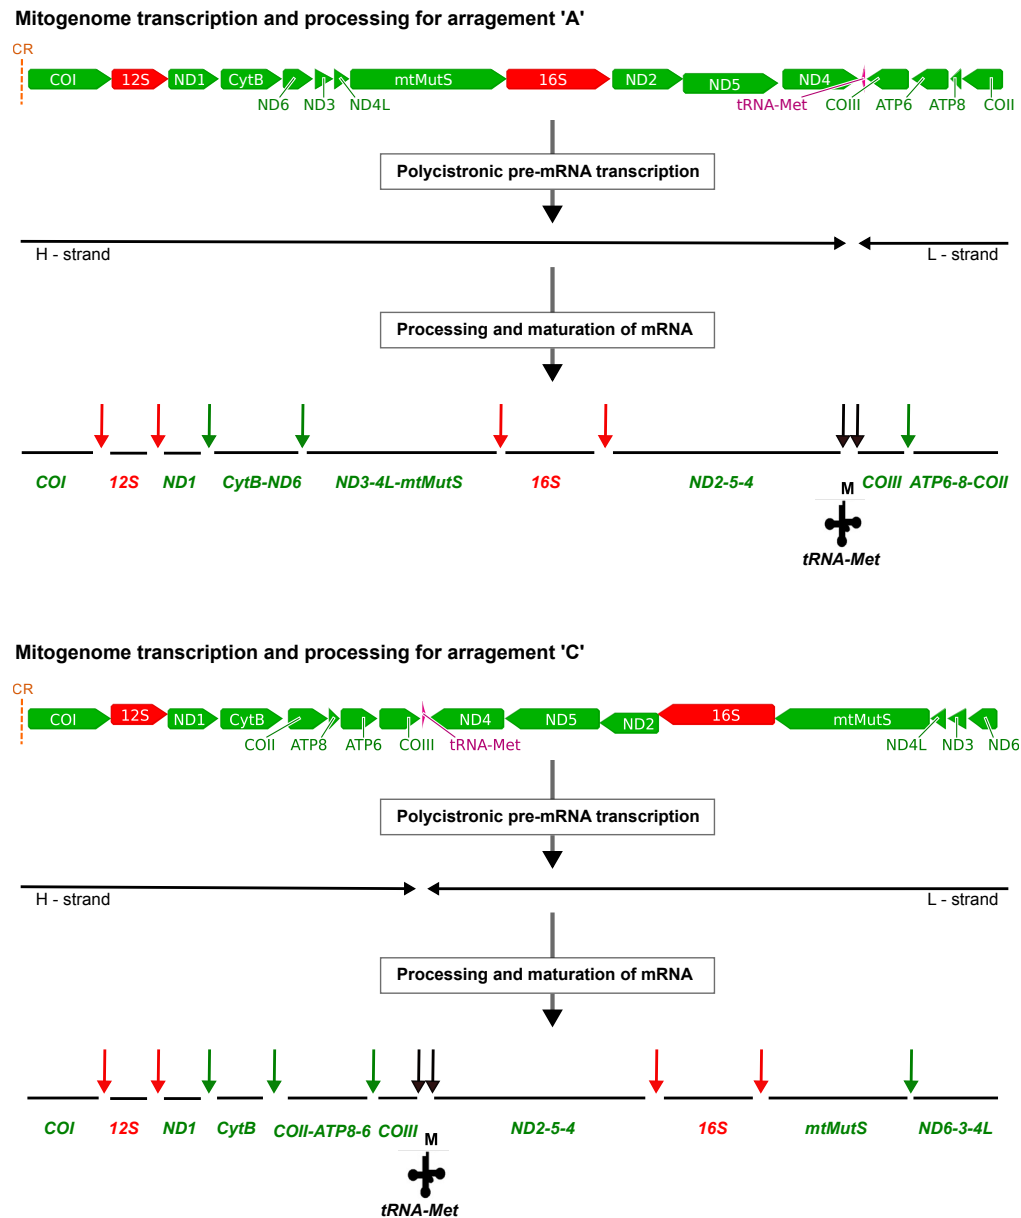 Mitogenome transcription and processing for arragement 'A'
CR
COI 12S ND1 CytB mtMutS 16S ND2 ND5 ND4
ND6 ND3 ND4L tRNA-Met COIII ATP6 ATP8 COII
Polycistronic pre-mRNA transcription
H - strand L - strand
Processing and maturation of mRNA
COI 12S ND1 CytB-ND6 ND3-4L-mtMutS 16S ND2-5-4 COIII ATP6-8-COII
M
tRNA-Met
Mitogenome transcription and processing for arragement 'C'
CR
COI 12S ND1 CytB ND4 ND5 ND2 16S mtMutS
COII ATP8 ATP6 COIII tRNA-Met ND4L ND3 ND6
Polycistronic pre-mRNA transcription
H - strand L - strand
Processing and maturation of mRNA
COI 12S ND1 CytB COII-ATP8-6 COIII ND2-5-4 16S mtMutS ND6-3-4L
M
tRNA-Met